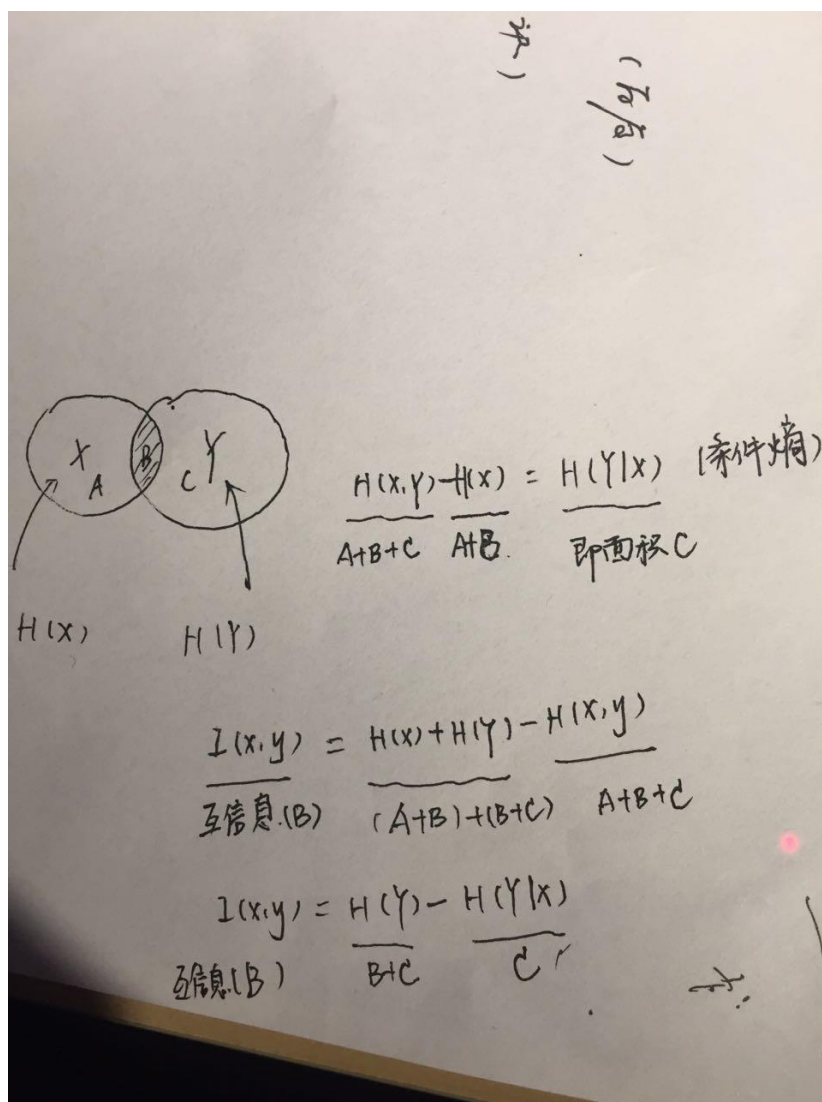 X
A
B
C Y
H(X,Y)-H(X) = H(Y|X) (条件熵)
A+B+C A+B. 即面积C
H(X) H(Y)
I(x,y) = H(X)+H(Y)-H(X,y)
互信息.(B) (A+B)+(B+C) A+B+C
I(x,y) = H(Y)- H(Y|X)
互信息(B) B+C C